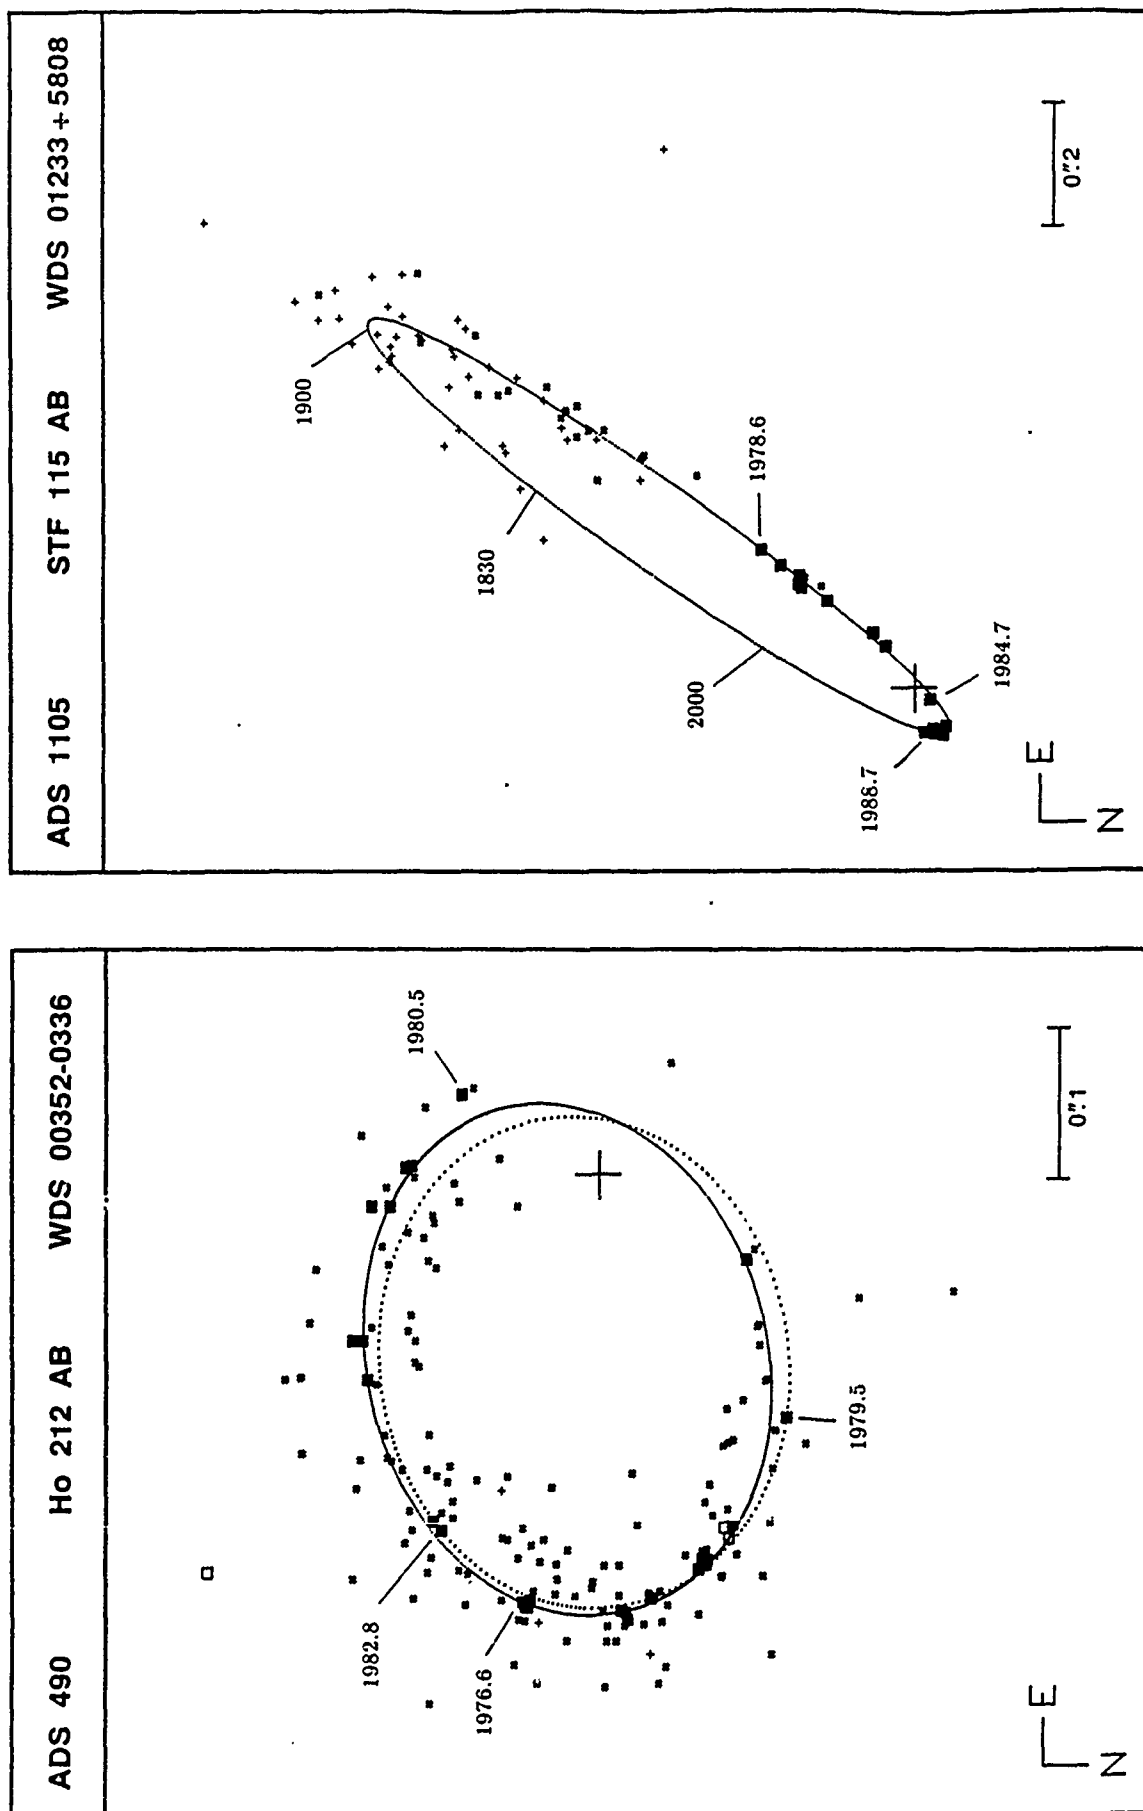 ADS 490 Ho 212 AB WDS 00352-0336
1980.5
1982.8
1976.6
1979.5
0".1
E
N
ADS 1105 STF 115 AB WDS 01233+5808
1900
1830
1978.6
2000
1984.7
1988.7
0".2
E
N